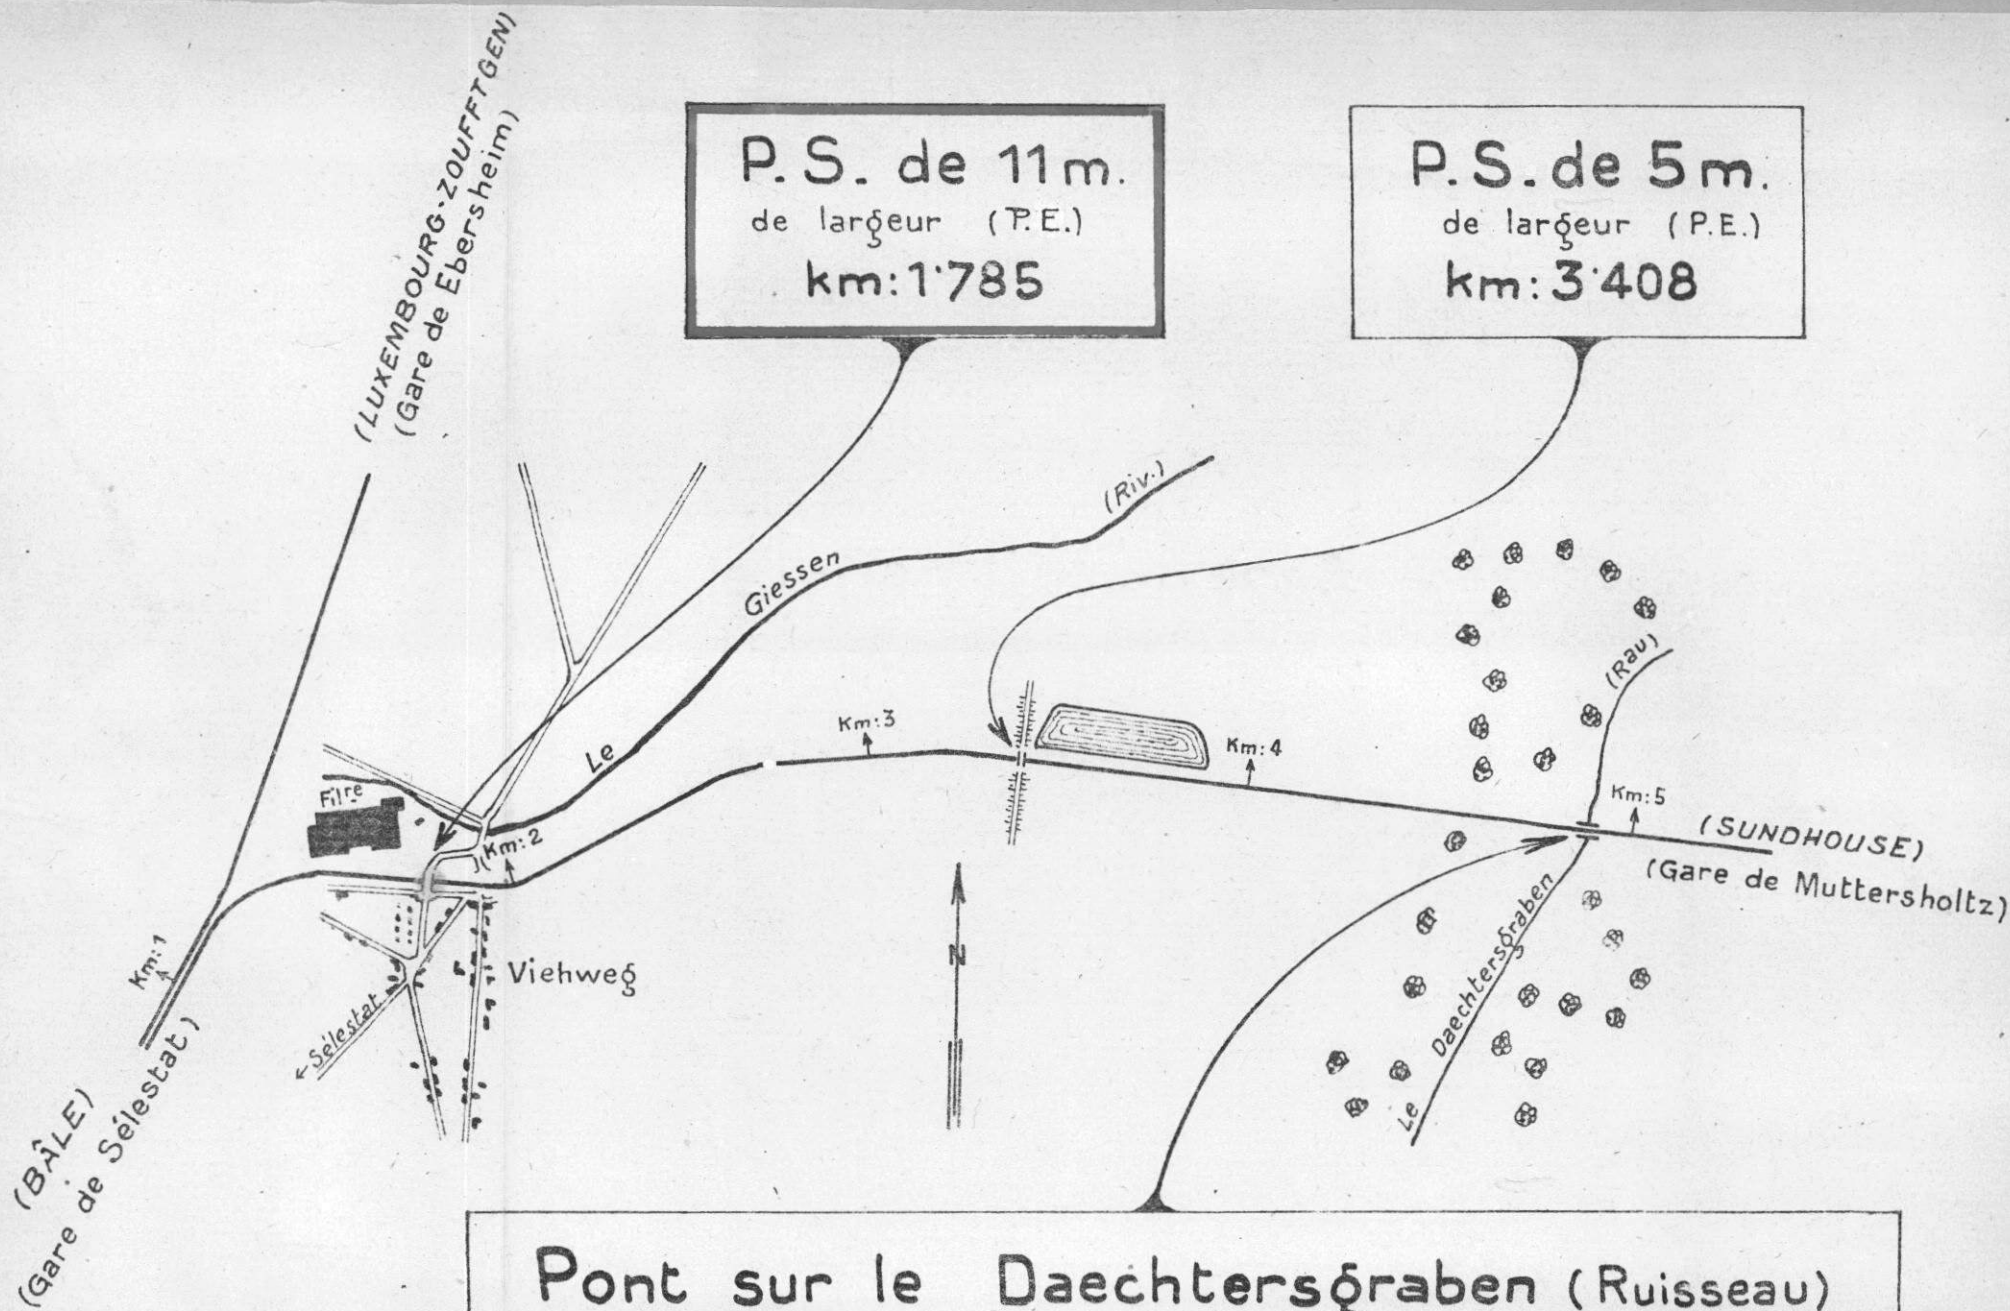 (LUXEMBOURG-ZOUFFTGEN)
(Gare de Ebersheim)
P.S. de 11m.
de largeur (P.E.)
km:1·785
P.S. de 5m.
de largeur (P.E.)
km:3·408
(Riv.)
Giessen
Le
(Rau)
Km:3
Km:4
Filre
Km:2
Km:5
(SUNDHOUSE)
(Gare de Muttersholtz)
Km:1
N
Viehweg
←Sélestat
Daechtersgraben
Le
(BÂLE)
(Gare de Sélestat)
Pont sur le Daechtersgraben (Ruisseau)